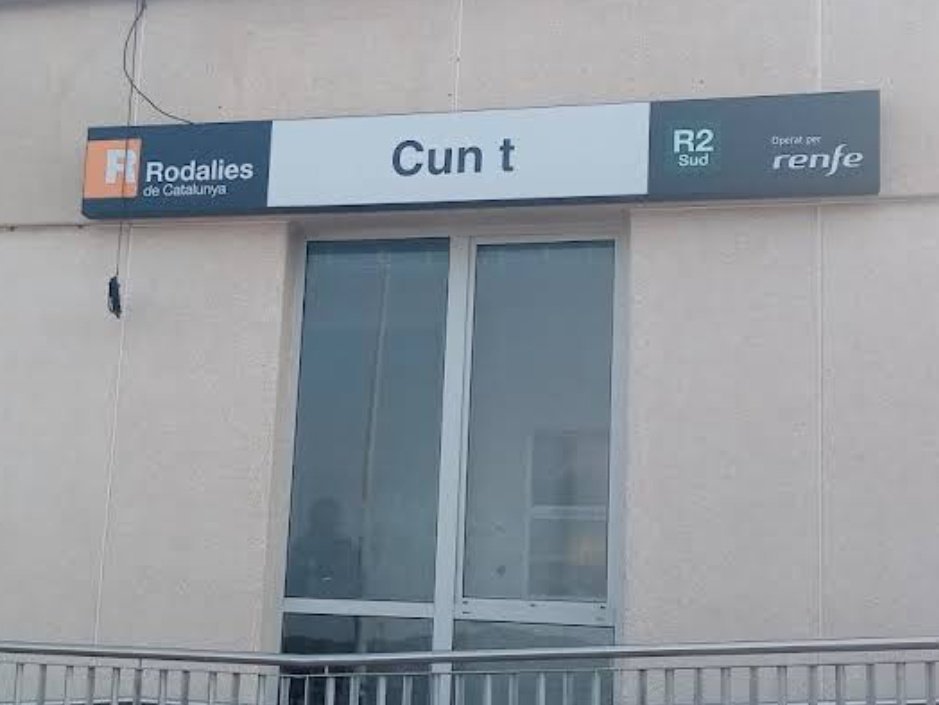 R Rodalies
de Catalunya
Cun t
R2
Sud
Operat per
renfe